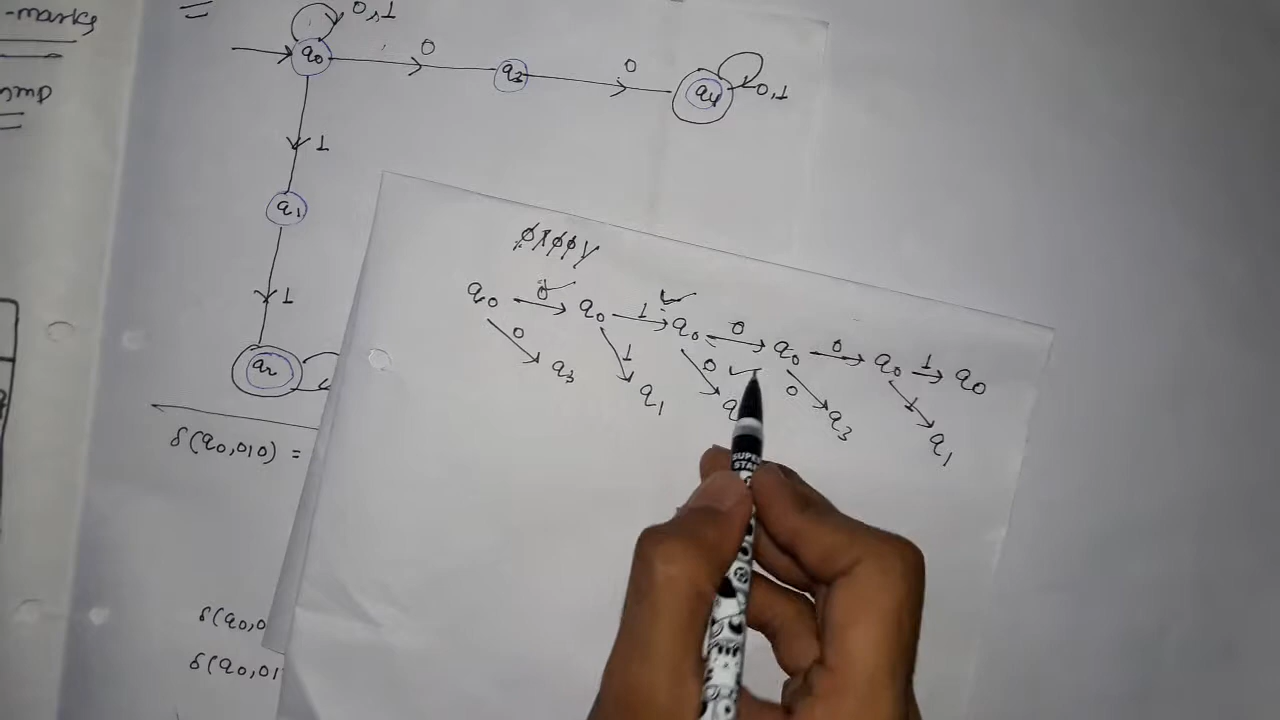 -marks
0,1
q0
0
q3
0
q4
0,1
1
q1
1
q2
δ(q0,010) =
δ(q0,0
δ(q0,01
01001
q0 0 q0 1 q0 0 q0 0 q0 1 q0
0 q3 1 q1 0 q 0 q3 1 q1
SUPER